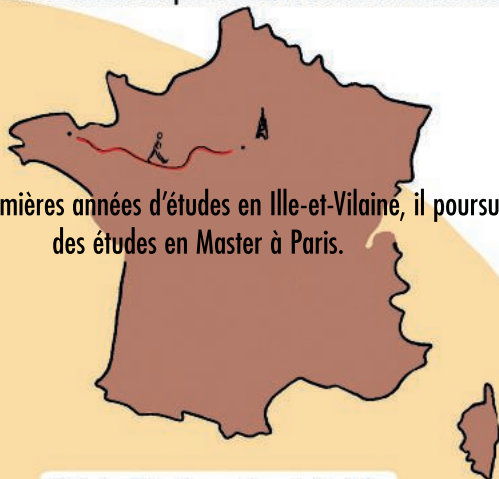 mières années d'études en Ille-et-Vilaine, il poursu
des études en Master à Paris.